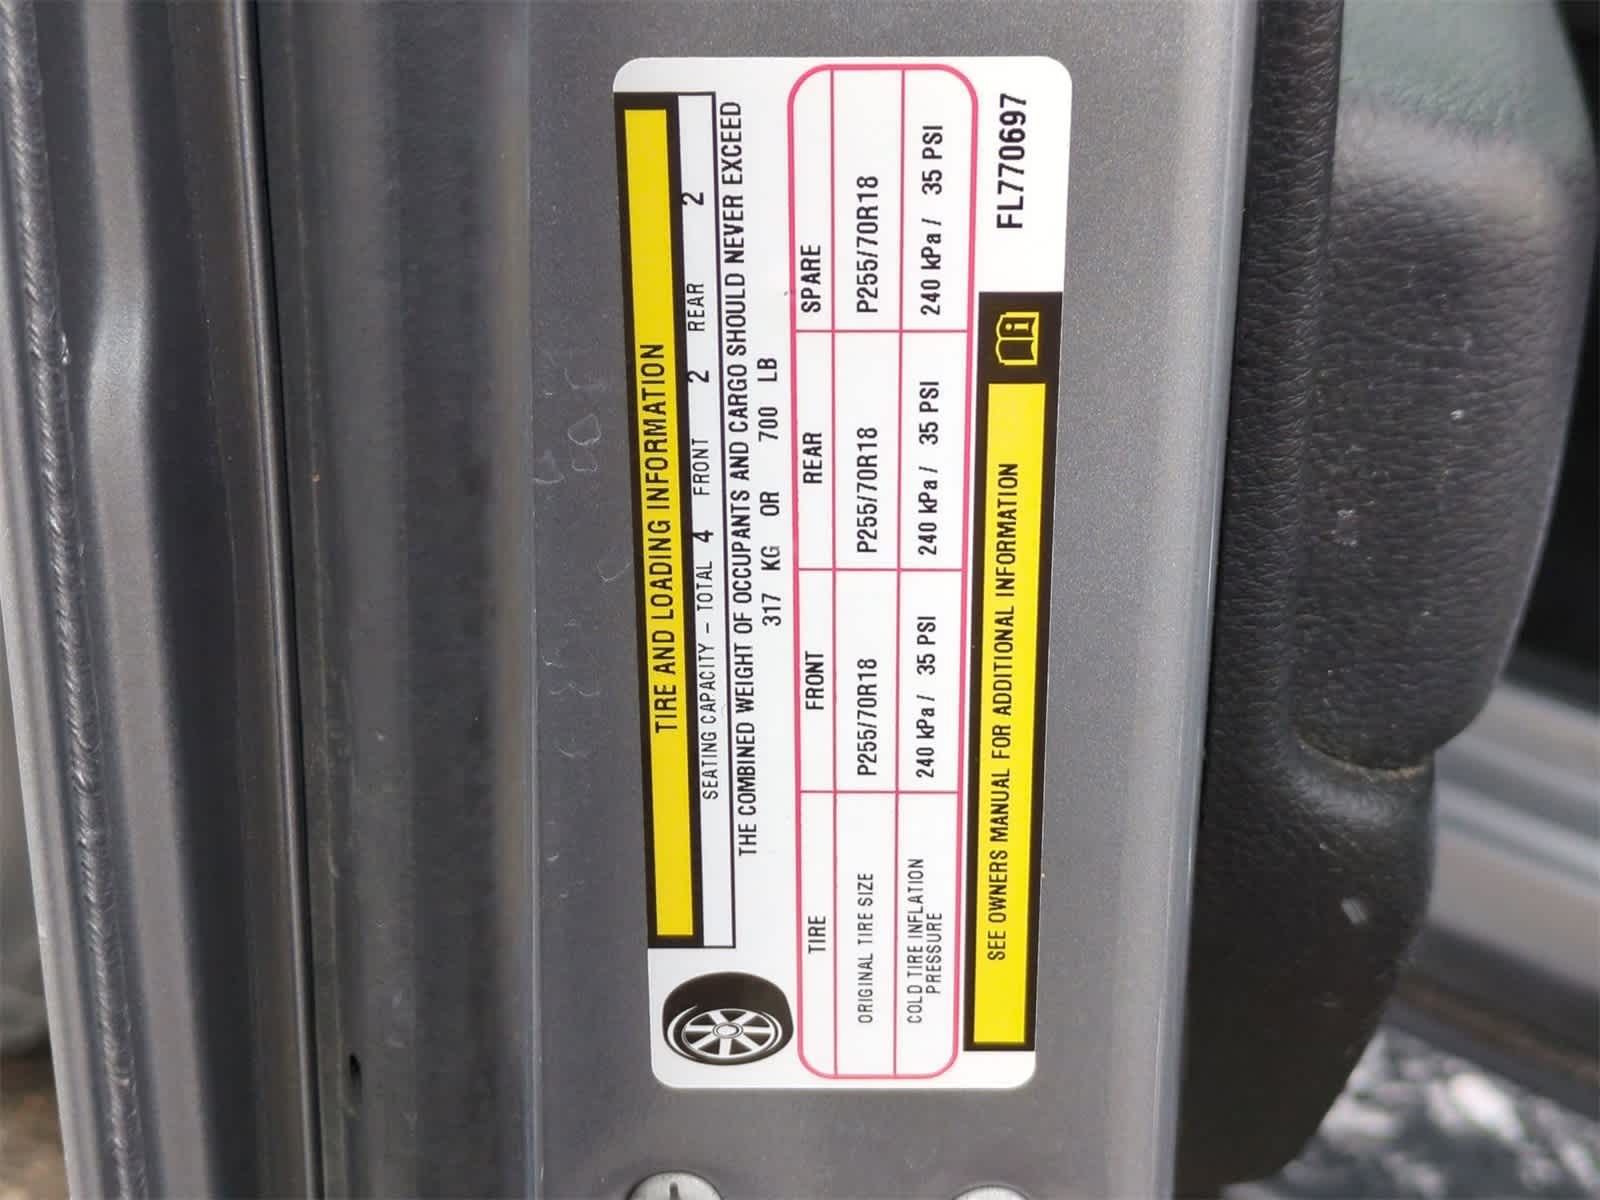 TIRE AND LOADING INFORMATION
SEATING CAPACITY - TOTAL 4 FRONT 2 REAR 2
THE COMBINED WEIGHT OF OCCUPANTS AND CARGO SHOULD NEVER EXCEED
317 KG OR 700 LB
TIRE FRONT REAR SPARE
ORIGINAL TIRE SIZE P255/70R18 P255/70R18 P255/70R18
COLD TIRE INFLATION
PRESSURE 240 kPa / 35 PSI 240 kPa / 35 PSI 240 kPa / 35 PSI
SEE OWNERS MANUAL FOR ADDITIONAL INFORMATION
FL770697